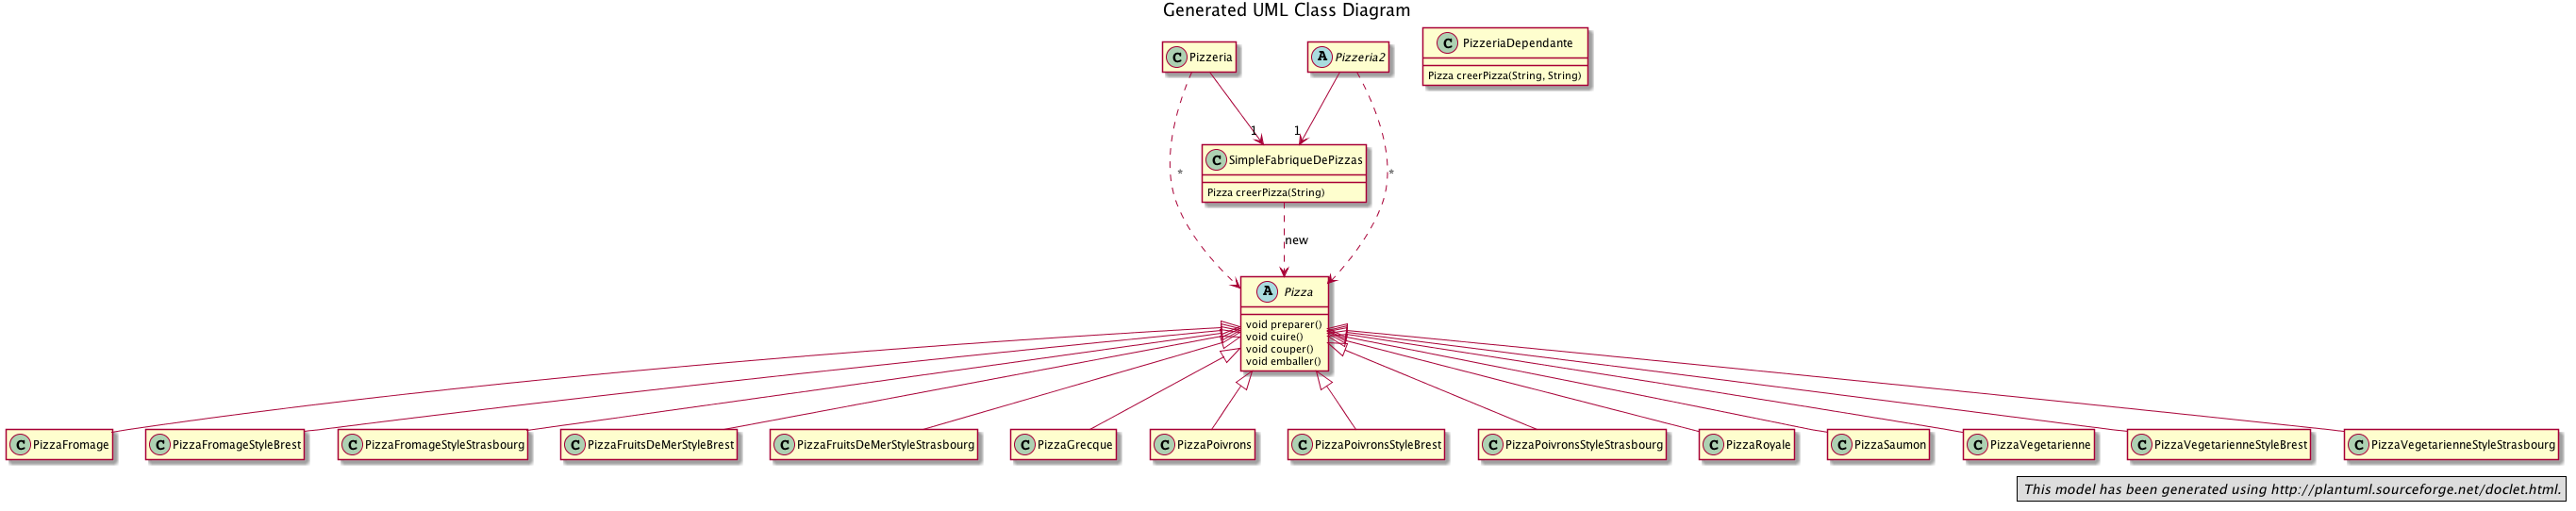 Generated UML Class Diagram
C Pizzeria
A Pizzeria2
C PizzeriaDependante
Pizza creerPizza(String, String)
1
1
C SimpleFabriqueDePizzas
Pizza creerPizza(String)
*
*
new
A Pizza
void preparer()
void cuire()
void couper()
void emballer()
C PizzaFromage
C PizzaFromageStyleBrest
C PizzaFromageStyleStrasbourg
C PizzaFruitsDeMerStyleBrest
C PizzaFruitsDeMerStyleStrasbourg
C PizzaGrecque
C PizzaPoivrons
C PizzaPoivronsStyleBrest
C PizzaPoivronsStyleStrasbourg
C PizzaRoyale
C PizzaSaumon
C PizzaVegetarienne
C PizzaVegetarienneStyleBrest
C PizzaVegetarienneStyleStrasbourg
This model has been generated using http://plantuml.sourceforge.net/doclet.html.